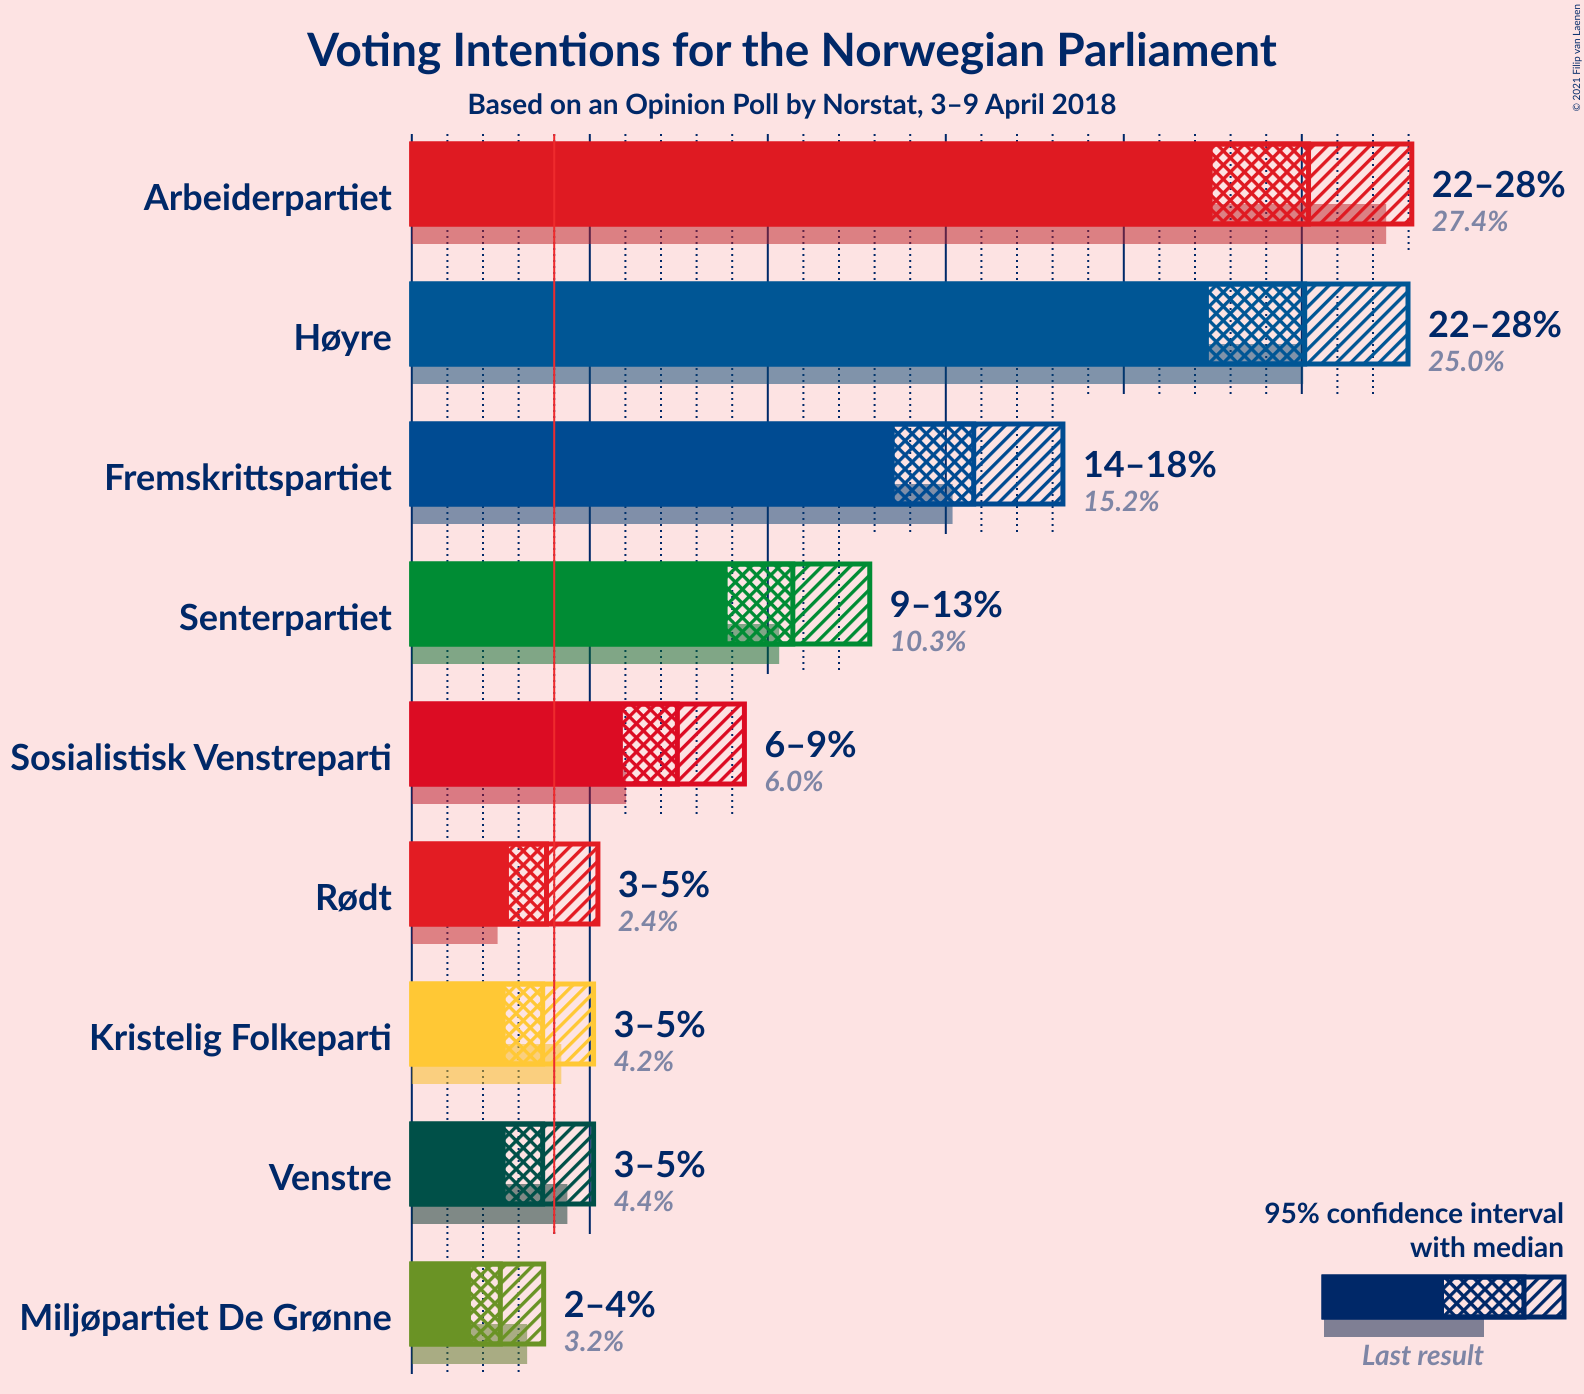 Voting Intentions for the Norwegian Parliament
Based on an Opinion Poll by Norstat, 3–9 April 2018
© 2021 Filip van Laenen
Arbeiderpartiet
22–28%
27.4%
Høyre
22–28%
25.0%
Fremskrittspartiet
14–18%
15.2%
Senterpartiet
9–13%
10.3%
Sosialistisk Venstreparti
6–9%
6.0%
Rødt
3–5%
2.4%
Kristelig Folkeparti
3–5%
4.2%
Venstre
3–5%
4.4%
Miljøpartiet De Grønne
2–4%
3.2%
95% confidence interval
with median
Last result